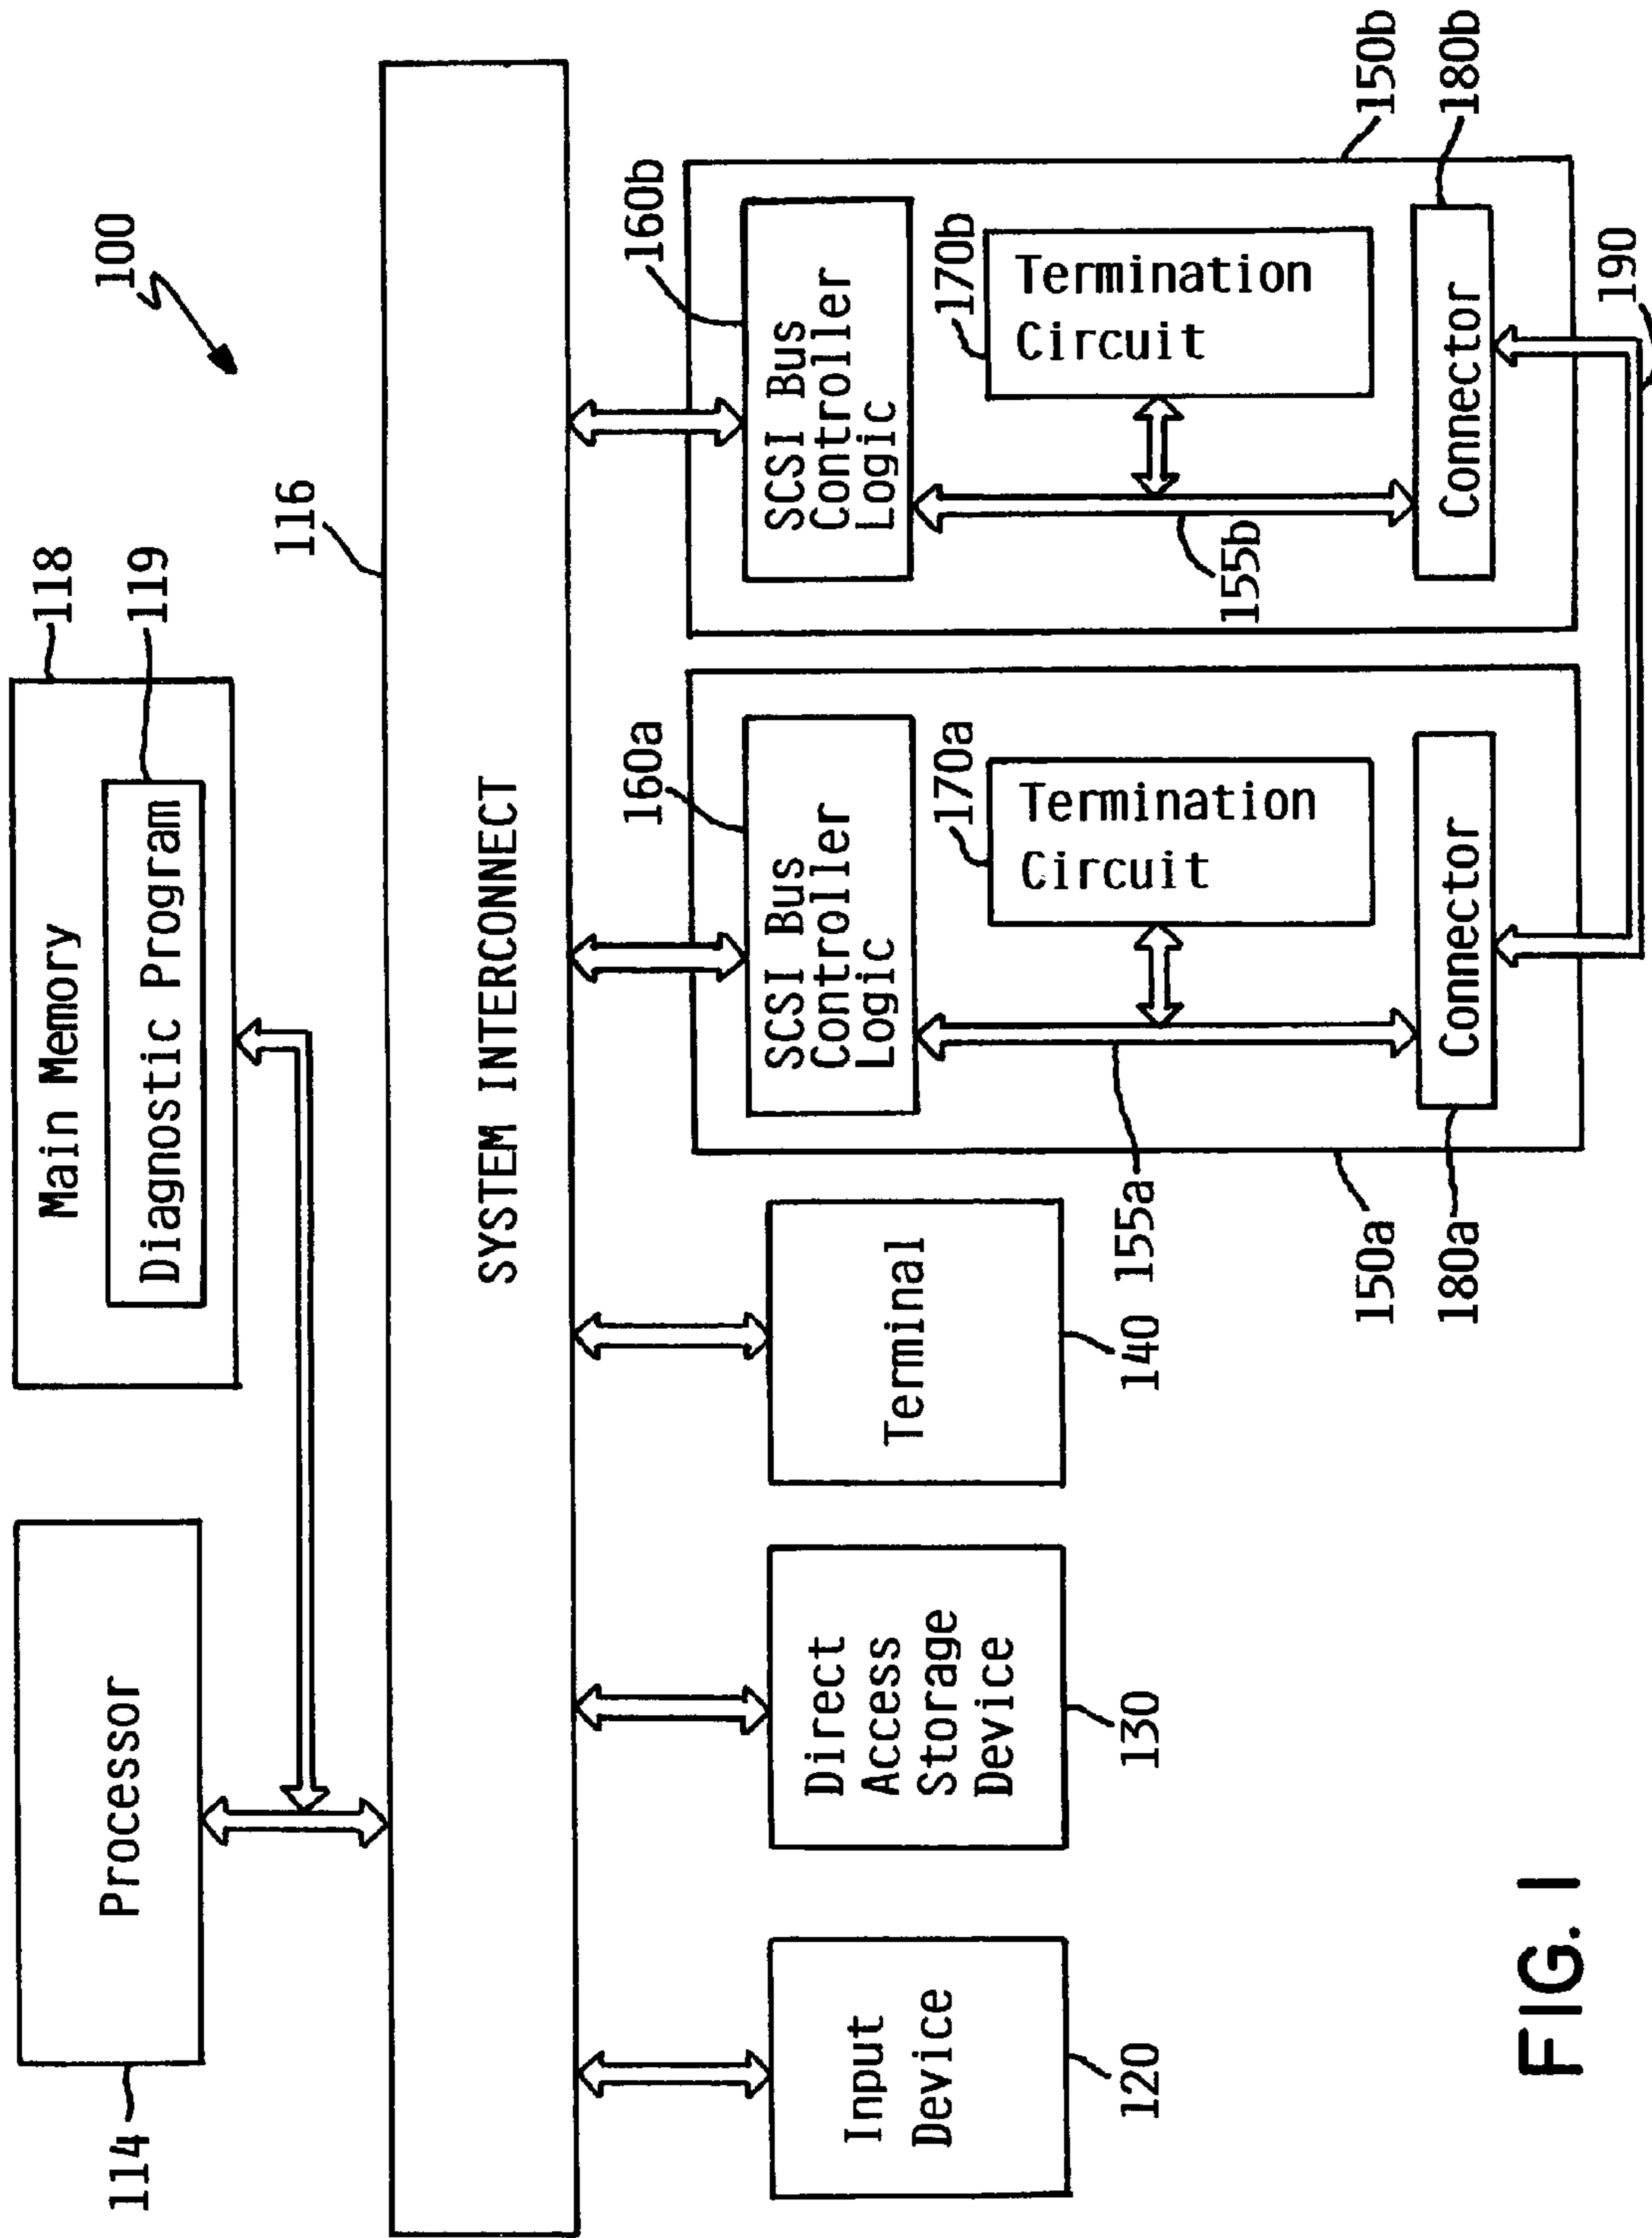 100
118
119
Main Memory
Diagnostic Program
Processor
114
116
SYSTEM INTERCONNECT
Input
Device
120
Direct
Access
Storage
Device
130
Terminal
140
160a
SCSI Bus
Controller
Logic
170a
Termination
Circuit
155a
Connector
150a
180a
160b
SCSI Bus
Controller
Logic
170b
Termination
Circuit
155b
Connector
150b
180b
190
FIG. 1